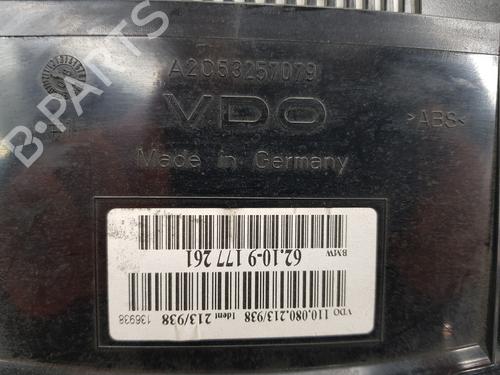 B-PARTS
A2C53257079
VDO
>ABS<
Made in Germany
BMW 62.10-9 177 261
VDO 110.080.213/938 Ident 213/938 136938